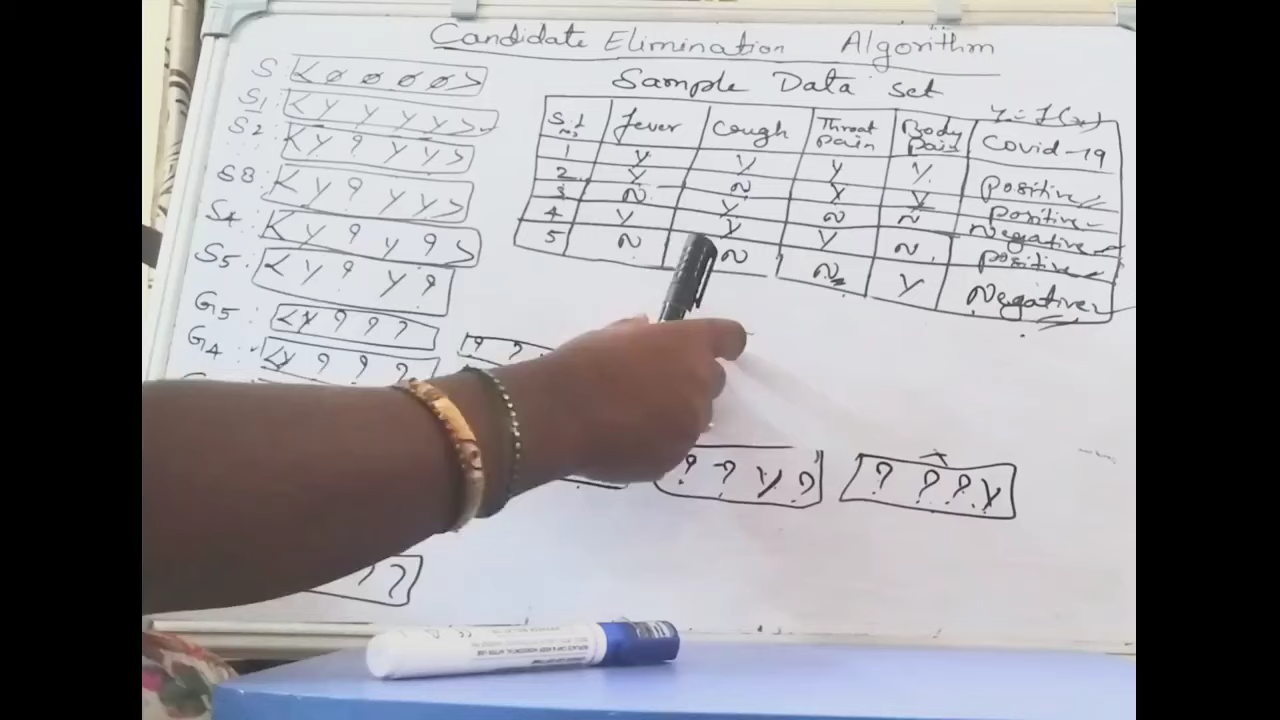 Candidate Elimination Algorithm
Sample Data set
y = f(x)
S.l no Fever Cough Throat pain Body pain Covid-19
1 Y Y Y Y Positive
2 Y N Y Y Positive
3 N Y N N Negative
4 Y Y Y N Positive
5 N N N Y Negative
S <ø ø ø ø>
S1 : <Y Y Y Y>
S2 : <Y ? Y Y>
S3 : <Y ? Y Y>
S4 : <Y ? Y ?>
S5 : <Y ? Y ?
G5 : <Y ? ? ?
G4 : <Y ? ? ?
? ?
? ? Y ?
? ? ? Y
? ?